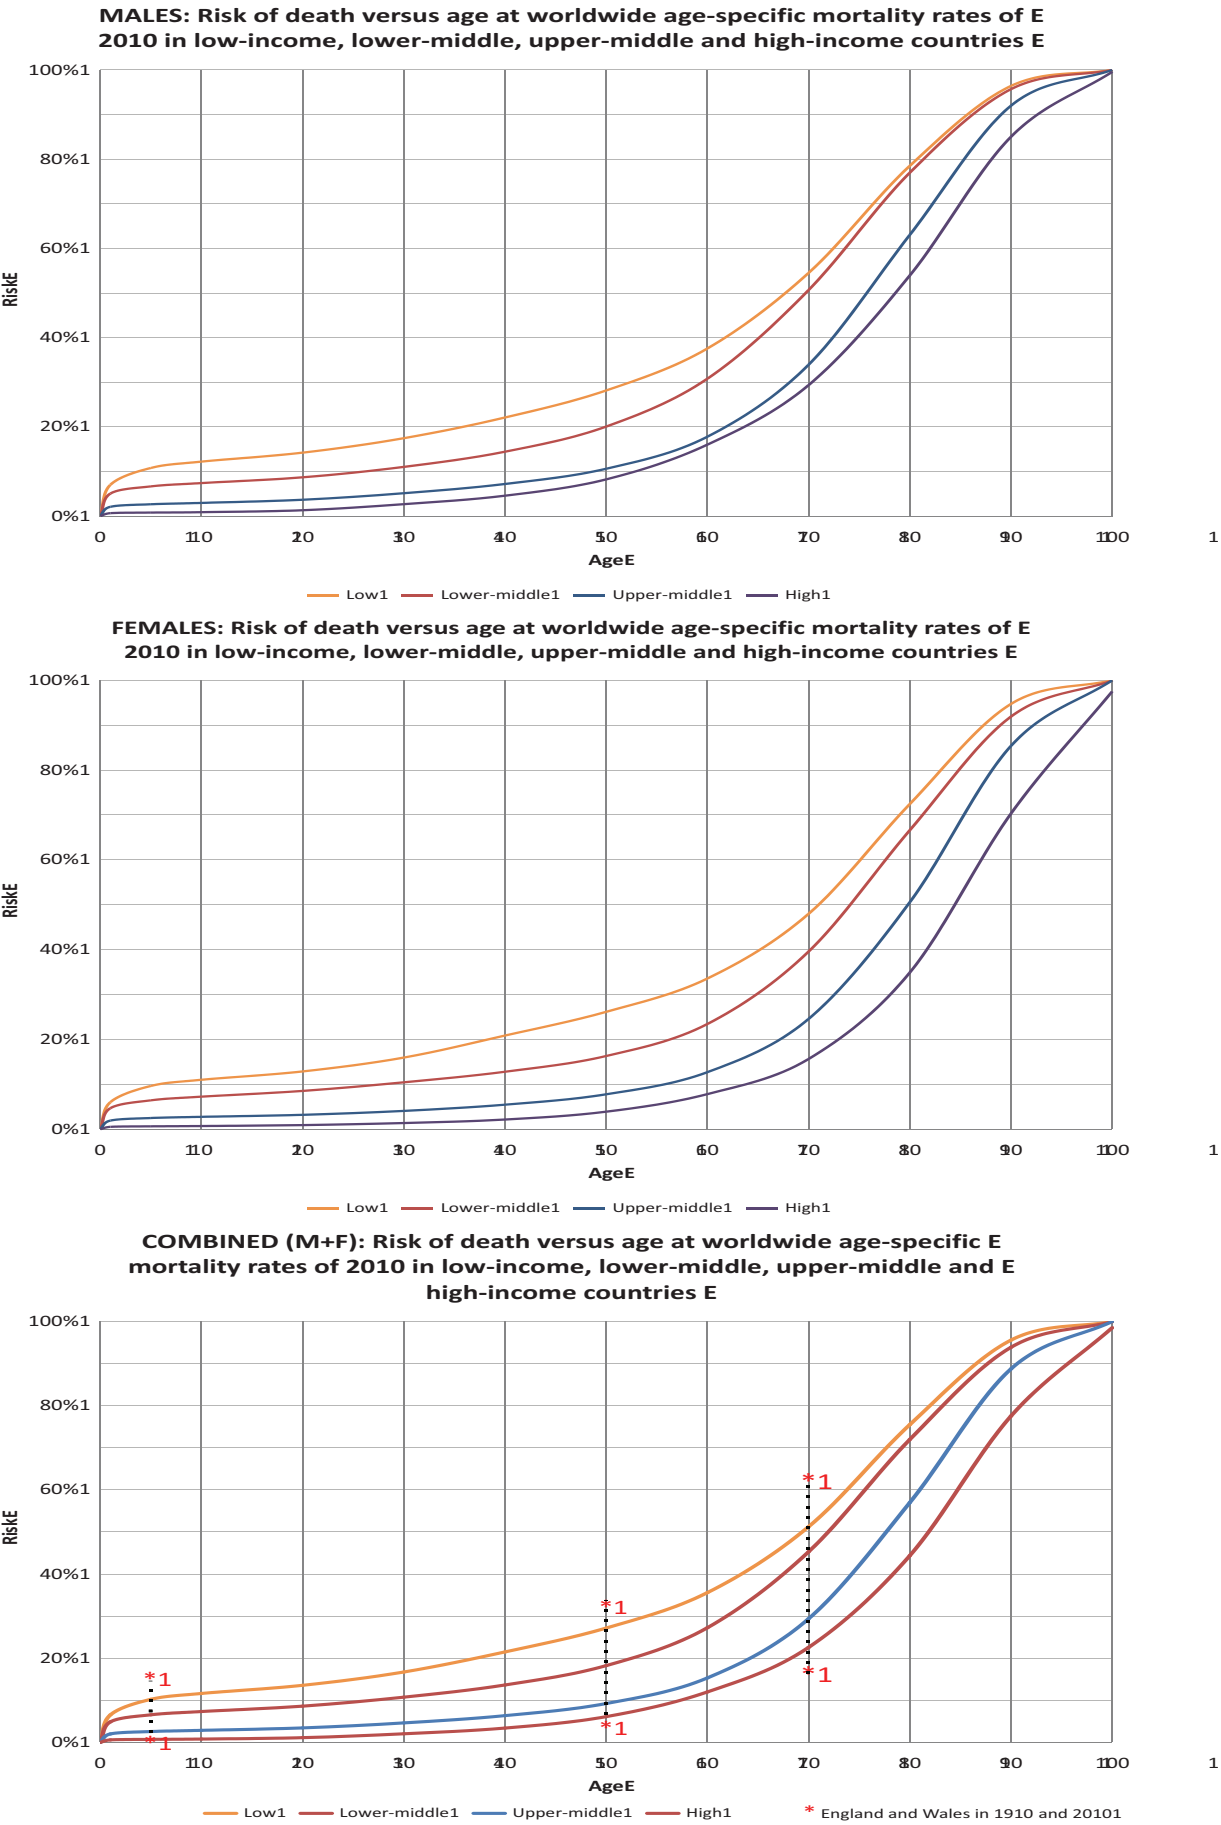 MALES: Risk of death versus age at worldwide age-specific mortality rates of E
2010 in low-income, lower-middle, upper-middle and high-income countries E
100%1
80%1
60%1
40%1
20%1
0%1
RiskE
0 10 20 30 40 50 60 70 80 90 100 1
AgeE
Low1 Lower-middle1 Upper-middle1 High1
FEMALES: Risk of death versus age at worldwide age-specific mortality rates of E
2010 in low-income, lower-middle, upper-middle and high-income countries E
100%1
80%1
60%1
40%1
20%1
0%1
RiskE
0 10 20 30 40 50 60 70 80 90 100 1
AgeE
Low1 Lower-middle1 Upper-middle1 High1
COMBINED (M+F): Risk of death versus age at worldwide age-specific E
mortality rates of 2010 in low-income, lower-middle, upper-middle and E
high-income countries E
100%1
80%1
60%1
40%1
20%1
0%1
RiskE
*1
*1
*1
*1
*1
*1
0 10 20 30 40 50 60 70 80 90 100 1
AgeE
Low1 Lower-middle1 Upper-middle1 High1 * England and Wales in 1910 and 20101